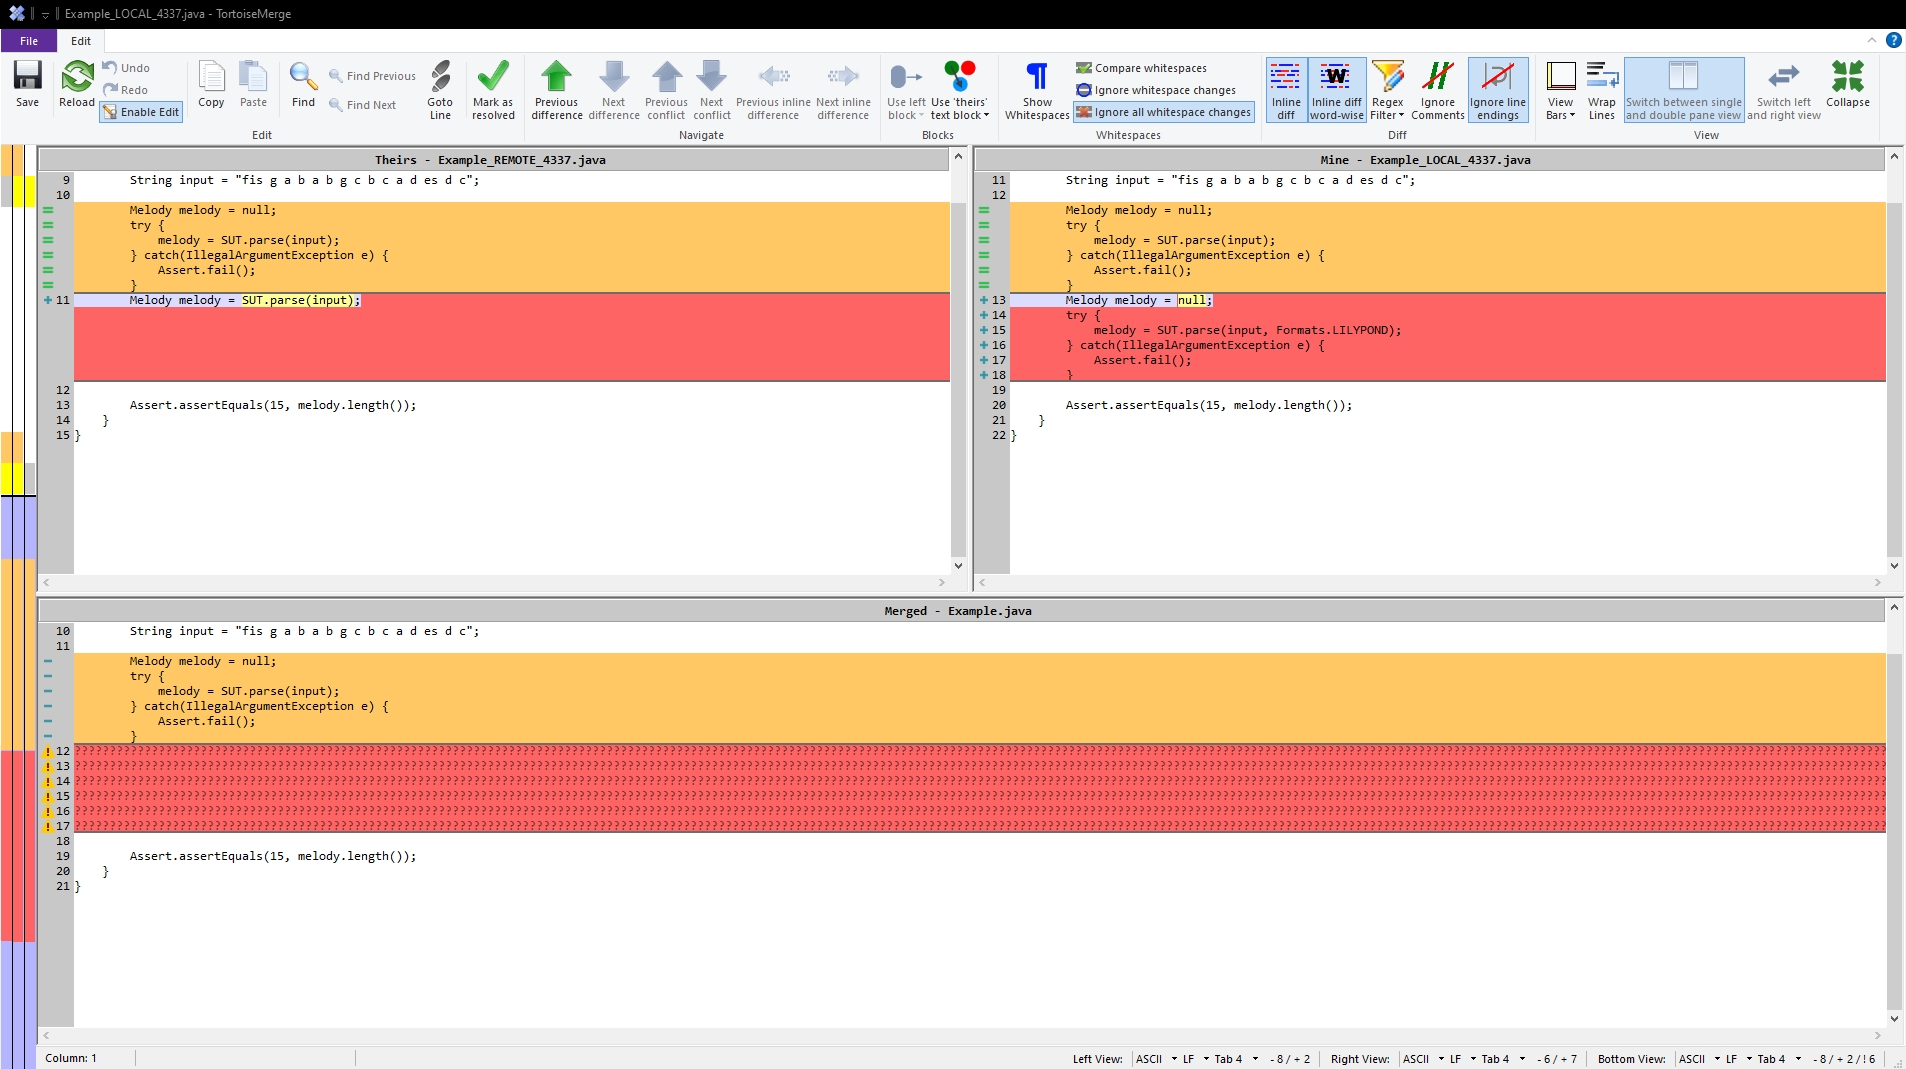 Example_LOCAL_4337.java - TortoiseMerge
File Edit
Save Reload Undo Redo Enable Edit Copy Paste Find Find Previous Find Next Goto Line Mark as resolved
Edit
Previous difference Next difference Previous conflict Next conflict Previous inline difference Next inline difference
Navigate
Use left block Use 'theirs' text block
Blocks
Show Whitespaces Compare whitespaces Ignore whitespace changes Ignore all whitespace changes
Whitespaces
Inline diff Inline diff word-wise Regex Filter Ignore Comments Ignore line endings
Diff
View Bars Wrap Lines Switch between single and double pane view Switch left and right view Collapse
View
Theirs - Example_REMOTE_4337.java
9 String input = "fis g a b a b g c b c a d es d c";
10
Melody melody = null;
try {
melody = SUT.parse(input);
} catch(IllegalArgumentException e) {
Assert.fail();
}
11 Melody melody = SUT.parse(input);
12
13 Assert.assertEquals(15, melody.length());
14 }
15 }
Mine - Example_LOCAL_4337.java
11 String input = "fis g a b a b g c b c a d es d c";
12
Melody melody = null;
try {
melody = SUT.parse(input);
} catch(IllegalArgumentException e) {
Assert.fail();
}
13 Melody melody = null;
14 try {
15 melody = SUT.parse(input, Formats.LILYPOND);
16 } catch(IllegalArgumentException e) {
17 Assert.fail();
18 }
19
20 Assert.assertEquals(15, melody.length());
21 }
22 }
Merged - Example.java
10 String input = "fis g a b a b g c b c a d es d c";
11
Melody melody = null;
try {
melody = SUT.parse(input);
} catch(IllegalArgumentException e) {
Assert.fail();
}
12
13
14
15
16
17
18
19 Assert.assertEquals(15, melody.length());
20 }
21 }
Column: 1 Left View: ASCII LF Tab 4 - 8 / + 2 Right View: ASCII LF Tab 4 - 6 / + 7 Bottom View: ASCII LF Tab 4 - 8 / + 2 / ! 6